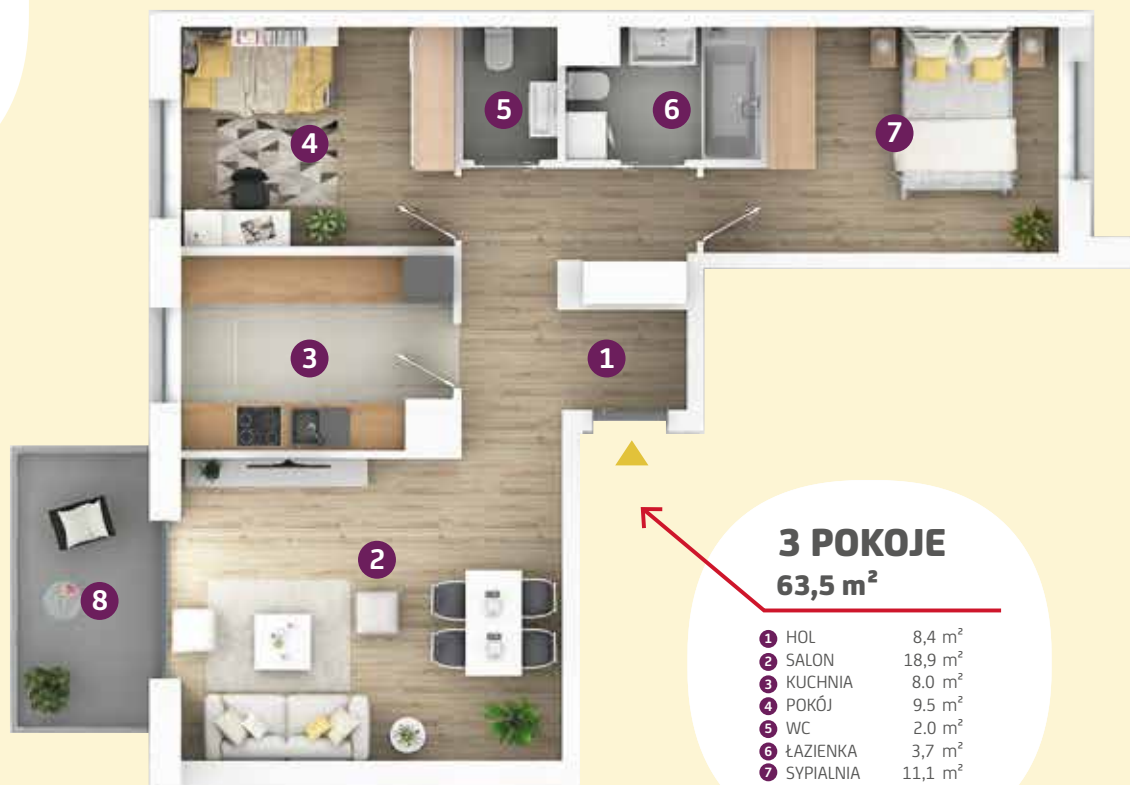 5
6
7
4
3
1
2
8
3 POKOJE
63,5 m²
1 HOL 8,4 m²
2 SALON 18,9 m²
3 KUCHNIA 8.0 m²
4 POKÓJ 9.5 m²
5 WC 2.0 m²
6 ŁAZIENKA 3,7 m²
7 SYPIALNIA 11,1 m²